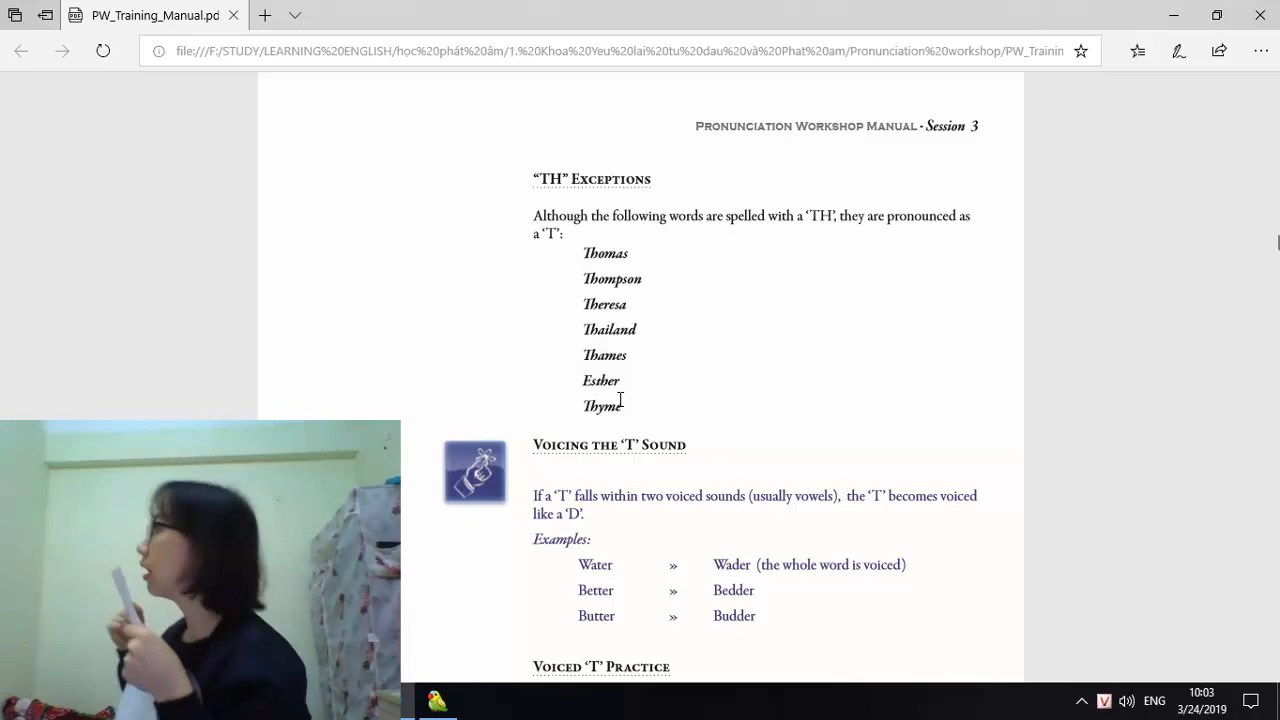 file:///F:/STUDY/LEARNING%20ENGLISH/học%20phát%20âm/1.%20Khoa%20Yeu%20lai%20tu%20dau%20và%20Phat%20am/Pronunciation%20workshop/PW_Trainin
Pronunciation Workshop Manual • Session 3
“TH” Exceptions
Although the following words are spelled with a ‘TH’, they are pronounced as
a ‘T’:
Thomas
Thompson
Theresa
Thailand
Thames
Esther
Thyme
Voicing the ‘T’ Sound
If a ‘T’ falls within two voiced sounds (usually vowels), the ‘T’ becomes voiced
like a ‘D’.
Examples:
Water » Wader (the whole word is voiced)
Better » Bedder
Butter » Budder
Voiced ‘T’ Practice
V ENG 10:03
3/24/2019